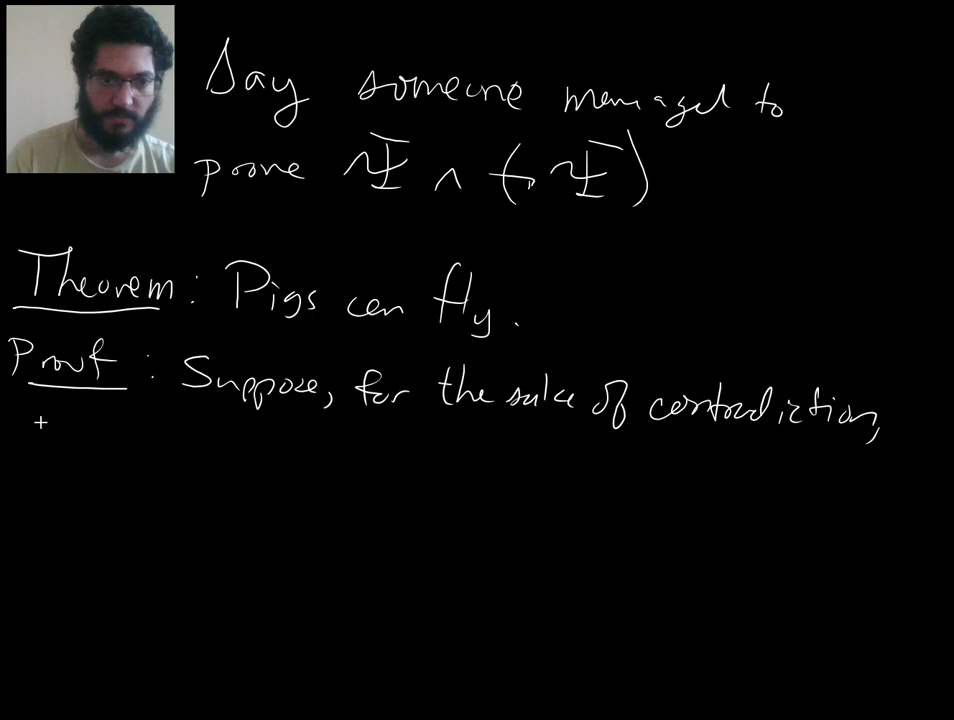 Say someone managed to
prove Ψ ∧ (¬Ψ)
Theorem: Pigs can fly.
Proof: Suppose, for the sake of contradiction,